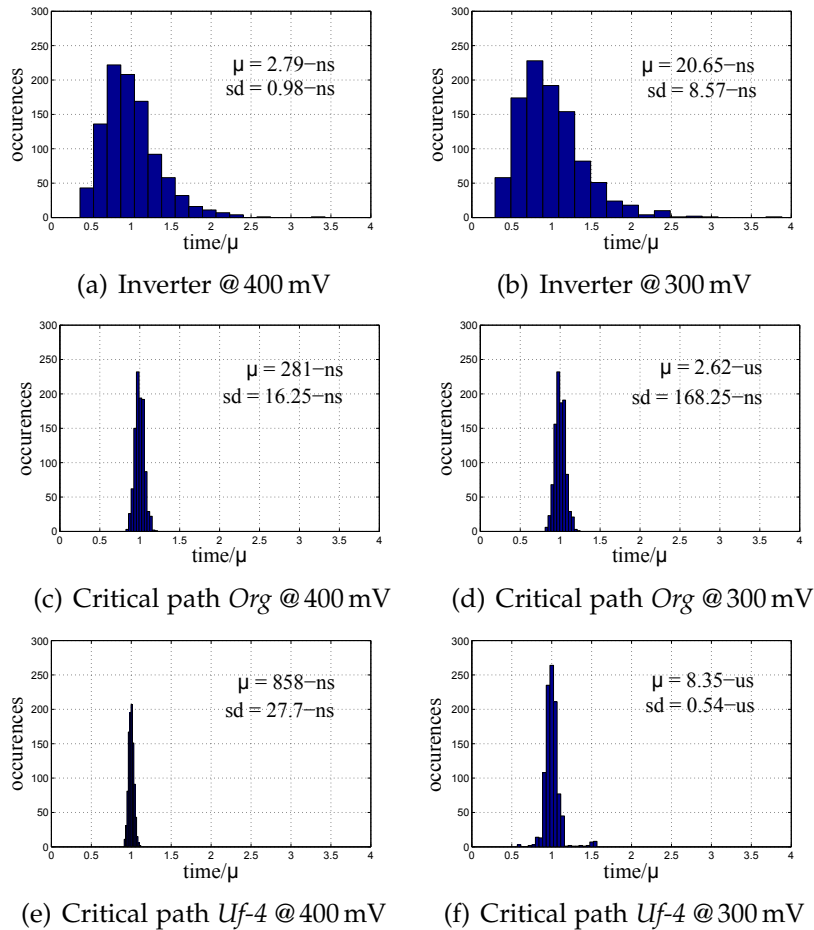 300
250
200
150
100
50
0
occurences
µ = 2.79−ns
sd = 0.98−ns
0 0.5 1 1.5 2 2.5 3 3.5 4
time/µ
(a) Inverter @ 400 mV
300
250
200
150
100
50
0
occurences
µ = 20.65−ns
sd = 8.57−ns
0 0.5 1 1.5 2 2.5 3 3.5 4
time/µ
(b) Inverter @ 300 mV
300
250
200
150
100
50
0
occurences
µ = 281−ns
sd = 16.25−ns
0 0.5 1 1.5 2 2.5 3 3.5 4
time/µ
(c) Critical path Org @ 400 mV
300
250
200
150
100
50
0
occurences
µ = 2.62−us
sd = 168.25−ns
0 0.5 1 1.5 2 2.5 3 3.5 4
time/µ
(d) Critical path Org @ 300 mV
300
250
200
150
100
50
0
occurences
µ = 858−ns
sd = 27.7−ns
0 0.5 1 1.5 2 2.5 3 3.5 4
time/µ
(e) Critical path Uf-4 @ 400 mV
300
250
200
150
100
50
0
occurences
µ = 8.35−us
sd = 0.54−us
0 0.5 1 1.5 2 2.5 3 3.5 4
time/µ
(f) Critical path Uf-4 @ 300 mV